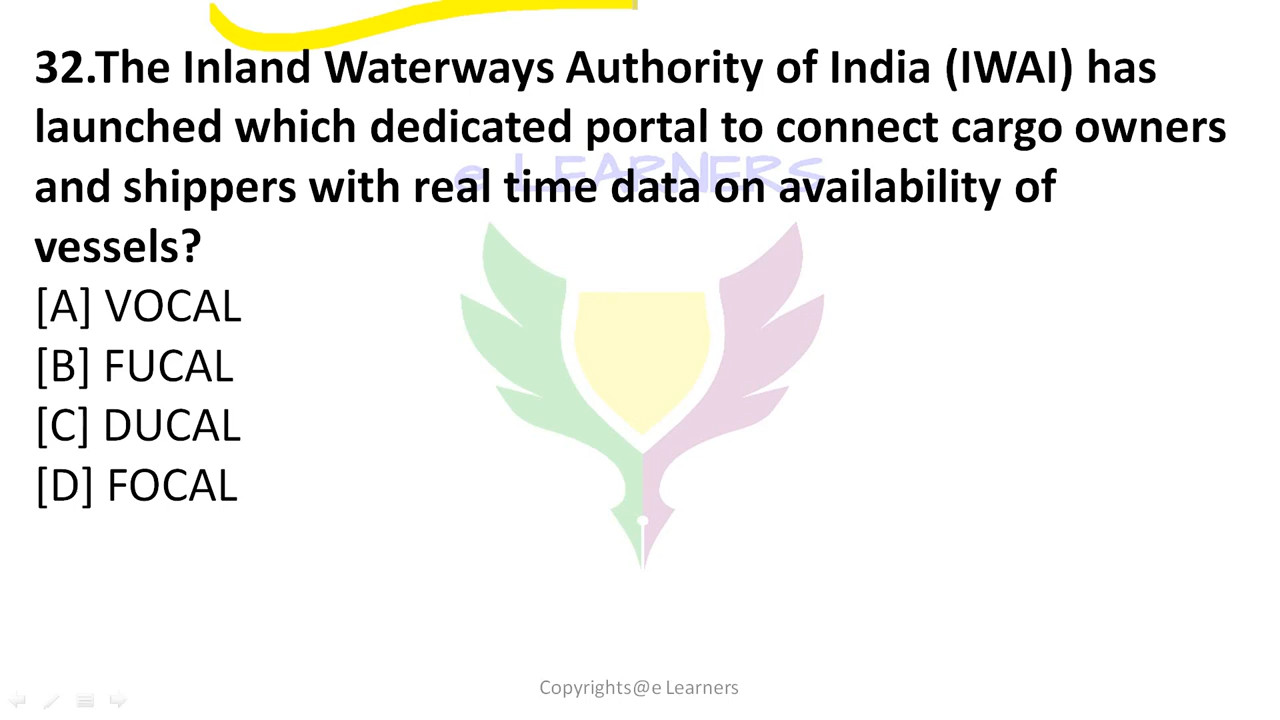 32.The Inland Waterways Authority of India (IWAI) has
launched which dedicated portal to connect cargo owners
e LEARNERS
and shippers with real time data on availability of
vessels?
[A] VOCAL
[B] FUCAL
[C] DUCAL
[D] FOCAL
Copyrights@e Learners